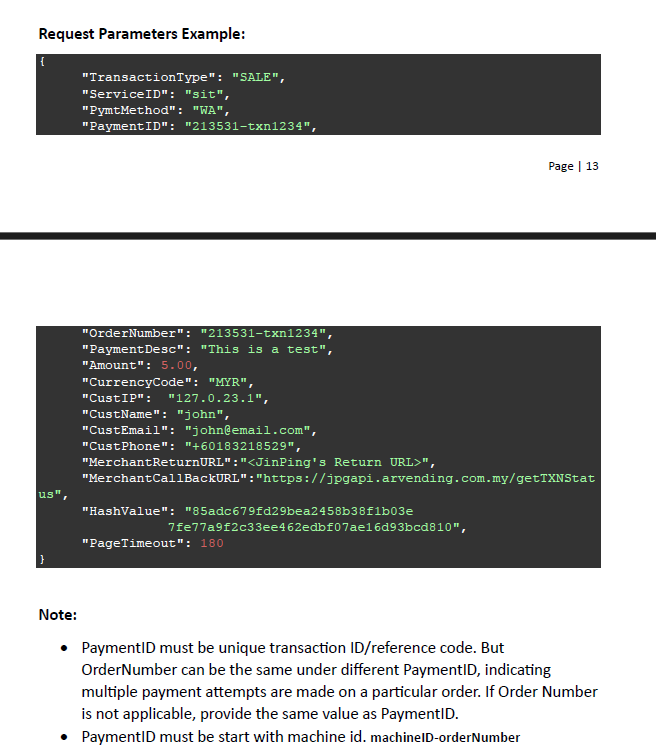 Request Parameters Example:
{
"TransactionType": "SALE",
"ServiceID": "sit",
"PymtMethod": "WA",
"PaymentID": "213531-txn1234",
Page | 13
"OrderNumber": "213531-txn1234",
"PaymentDesc": "This is a test",
"Amount": 5.00,
"CurrencyCode": "MYR",
"CustIP":  "127.0.23.1",
"CustName": "john",
"CustEmail": "john@email.com",
"CustPhone": "+60183218529",
"MerchantReturnURL":"<JinPing's Return URL>",
"MerchantCallBackURL":"https://jpgapi.arvending.com.my/getTXNStat
us",
"HashValue": "85adc679fd29bea2458b38f1b03e
7fe77a9f2c33ee462edbf07ae16d93bcd810",
"PageTimeout": 180
}
Note:
• PaymentID must be unique transaction ID/reference code. But
OrderNumber can be the same under different PaymentID, indicating
multiple payment attempts are made on a particular order. If Order Number
is not applicable, provide the same value as PaymentID.
• PaymentID must be start with machine id. machineID-orderNumber